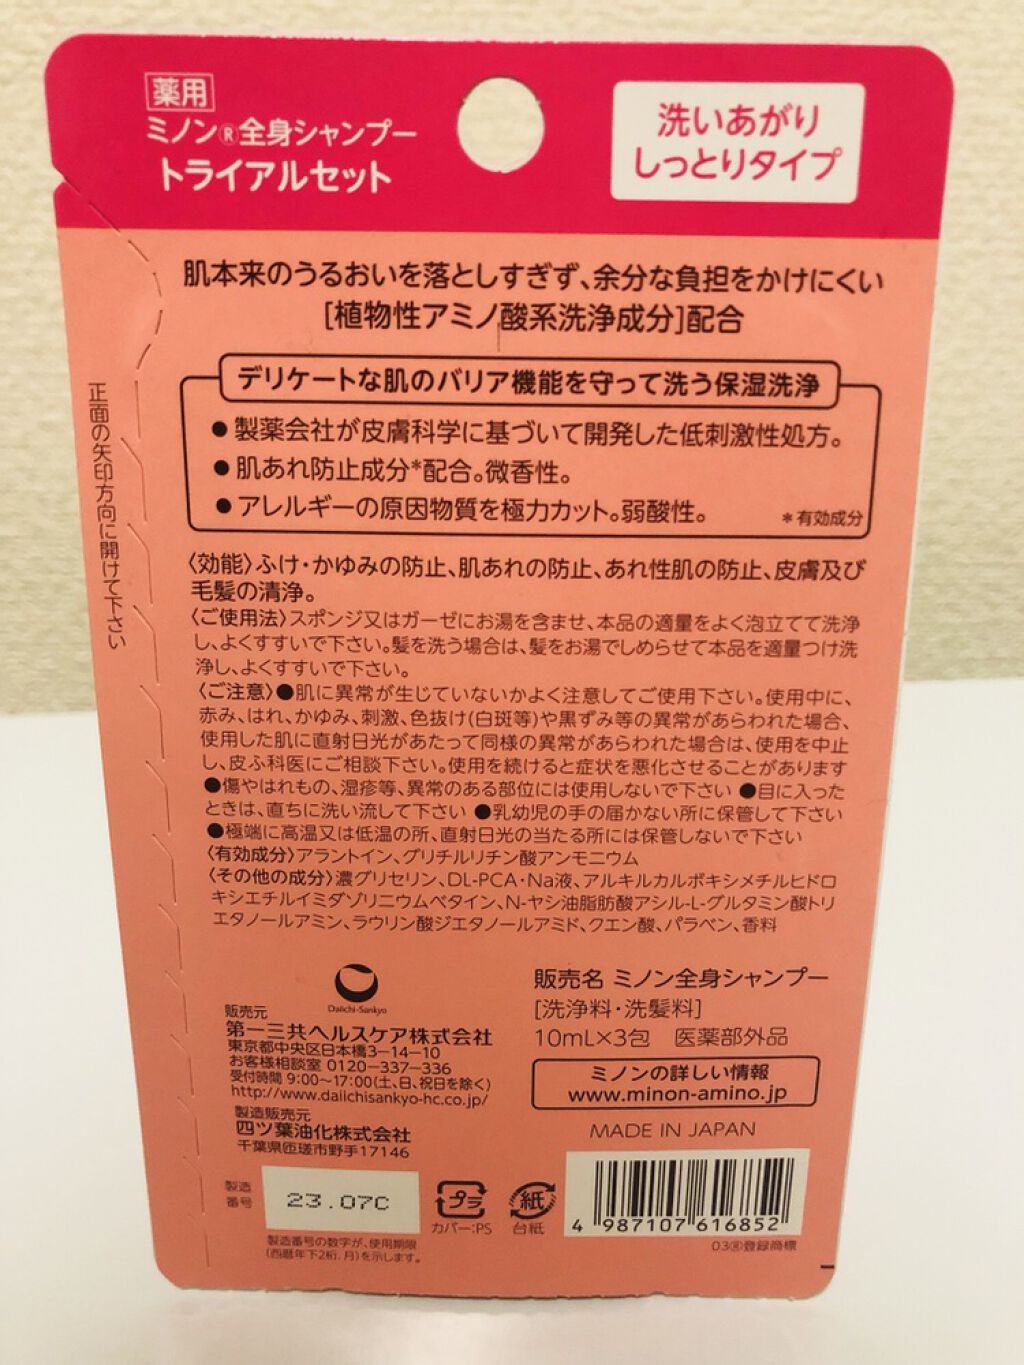 薬用
ミノン®全身シャンプー
トライアルセット
洗いあがり
しっとりタイプ
肌本来のうるおいを落としすぎず、余分な負担をかけにくい
[植物性アミノ酸系洗浄成分]配合
デリケートな肌のバリア機能を守って洗う保湿洗浄
●製薬会社が皮膚科学に基づいて開発した低刺激性処方。
●肌あれ防止成分*配合。微香性。
●アレルギーの原因物質を極力カット。弱酸性。
*有効成分
正面の矢印方向に開けて下さい
〈効能〉ふけ・かゆみの防止、肌あれの防止、あれ性肌の防止、皮膚及び
毛髪の清浄。
〈ご使用法〉スポンジ又はガーゼにお湯を含ませ、本品の適量をよく泡立てて洗浄
し、よくすすいで下さい。髪を洗う場合は、髪をお湯でしめらせて本品を適量つけ洗
浄し、よくすすいで下さい。
〈ご注意〉●肌に異常が生じていないかよく注意してご使用下さい。使用中に、
赤み、はれ、かゆみ、刺激、色抜け(白斑等)や黒ずみ等の異常があらわれた場合、
使用した肌に直射日光があたって同様の異常があらわれた場合は、使用を中止
し、皮ふ科医にご相談下さい。使用を続けると症状を悪化させることがあります
●傷やはれもの、湿疹等、異常のある部位には使用しないで下さい ●目に入った
ときは、直ちに洗い流して下さい ●乳幼児の手の届かない所に保管して下さい
●極端に高温又は低温の所、直射日光の当たる所には保管しないで下さい
〈有効成分〉アラントイン、グリチルリチン酸アンモニウム
〈その他の成分〉濃グリセリン、DL-PCA・Na液、アルキルカルボキシメチルヒドロ
キシエチルイミダゾリニウムベタイン、N-ヤシ油脂肪酸アシル-L-グルタミン酸トリ
エタノールアミン、ラウリン酸ジエタノールアミド、クエン酸、パラベン、香料
Daiichi-Sankyo
販売元
第一三共ヘルスケア株式会社
東京都中央区日本橋3-14-10
お客様相談室 0120-337-336
受付時間 9:00~17:00(土、日、祝日を除く)
http://www.daiichisankyo-hc.co.jp/
製造販売元
四ツ葉油化株式会社
千葉県匝瑳市野手17146
販売名 ミノン全身シャンプー
[洗浄料・洗髪料]
10mL×3包 医薬部外品
ミノンの詳しい情報
www.minon-amino.jp
MADE IN JAPAN
製造
番号
23.07C
製造番号の数字が、使用期限
(西暦年下2桁.月)を示します。
プラ
カバー:PS
紙
台紙
4 987107 616852
03®登録商標